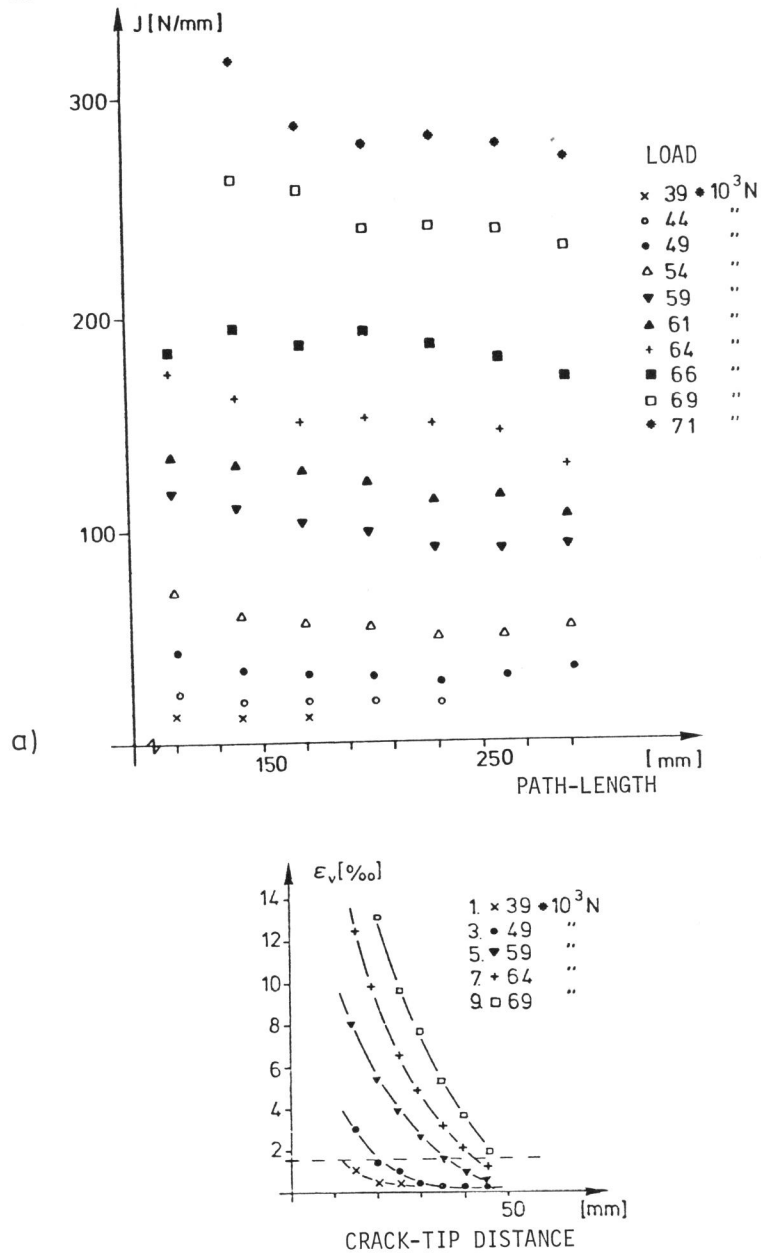 J [N/mm]
300
200
100
LOAD
× 39 * 10³N
○ 44 "
● 49 "
△ 54 "
▼ 59 "
▲ 61 "
+ 64 "
■ 66 "
□ 69 "
✱ 71 "
a)
150
250
[mm]
PATH-LENGTH
εᵥ[‰]
14
12
10
8
6
4
2
1. × 39 * 10³N
3. ● 49 "
5. ▼ 59 "
7. + 64 "
9. □ 69 "
50
[mm]
CRACK-TIP DISTANCE